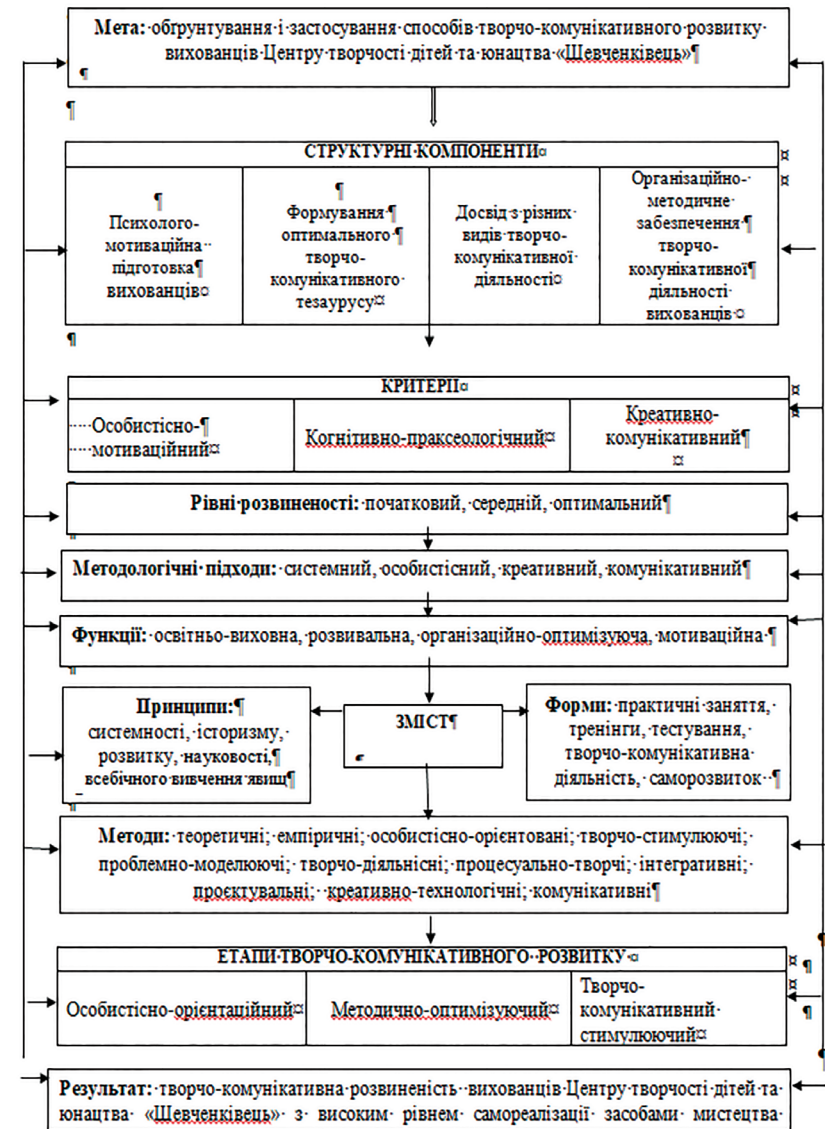 Мета: обґрунтування і застосування способів творчо-комунікативного розвитку
вихованців Центру творчості дітей та юнацтва «Шевченківець»¶
¶
¶
СТРУКТУРНІ КОМПОНЕНТИ¤
¤
¶
Психолого-
мотиваційна
підготовка¶
вихованців¤
¶
Формування ¶
оптимального ¶
творчо-
комунікативного
тезаурусу¤
Досвід з різних
видів творчо-
комунікативної
діяльності¤
Організаційно-
методичне
забезпечення ¶
творчо-
комунікативної¶
діяльності
вихованців ¤
¤
¶
КРИТЕРІІ¤
¤
Особистісно-¶
мотиваційний¤
Когнітивно-праксеологічний¤
Креативно-
комунікативний¶
¤
¤
Рівні розвиненості: початковий, середній, оптимальний¶
Методологічні підходи: системний, особистісний, креативний, комунікативний¶
Функції: освітньо-виховна, розвивальна, організаційно-оптимізуюча, мотиваційна ¶
Принципи:¶
системності, історизму,
розвитку, науковості,¶
всебічного вивчення явищ¶
ЗМІСТ¶
¶
Форми: практичні заняття,
тренінги, тестування,
творчо-комунікативна
діяльність, саморозвиток ¶
Методи: теоретичні; емпіричні; особистісно-орієнтовані; творчо-стимулюючі;
проблемно-моделюючі; творчо-діяльнісні; процесуально-творчі; інтегративні;
проєктувальні; креативно-технологічні; комунікативні¶
ЕТАПИ ТВОРЧО-КОМУНІКАТИВНОГО РОЗВИТКУ ¤
¤ ¶
Особистісно-орієнтаційний¤
Методично-оптимізуючий¤
Творчо-
комунікативний
стимулюючий¤
¤
¶
Результат: творчо-комунікативна розвиненість вихованців Центру творчості дітей та
юнацтва «Шевченківець» з високим рівнем самореалізації засобами мистецтва